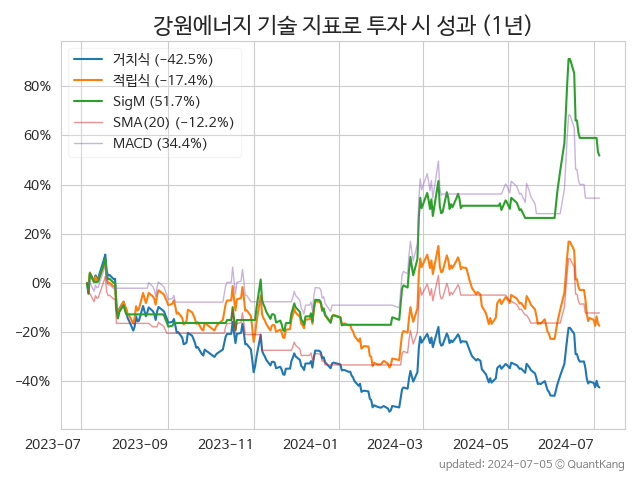 강원에너지 기술 지표로 투자 시 성과 (1년)
거치식 (−42.5%)
적립식 (−17.4%)
SigM (51.7%)
SMA(20) (−12.2%)
MACD (34.4%)
80%
60%
40%
20%
0%
−20%
−40%
2023-07 2023-09 2023-11 2024-01 2024-03 2024-05 2024-07
updated: 2024-07-05 © QuantKang